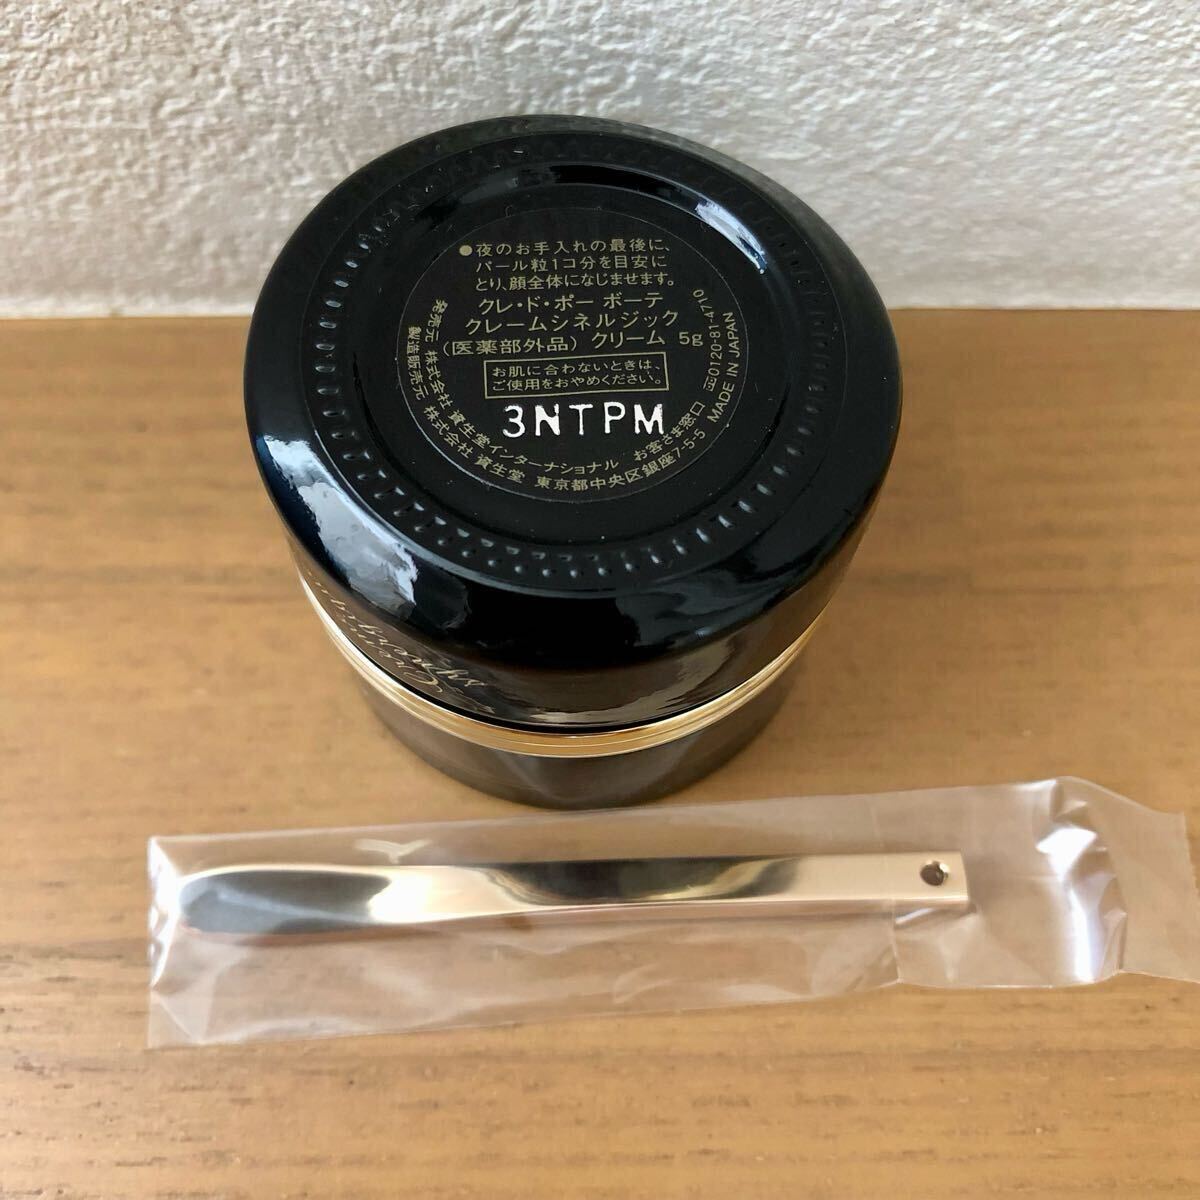 ●夜のお手入れの最後に、
パール粒1コ分を目安に
とり、顔全体になじませます。
クレ・ド・ポー ボーテ
クレームシネルジック
(医薬部外品) クリーム 5g
お肌に合わないときは、
ご使用をおやめください。
3NTPM
発売元 株式会社 資生堂インターナショナル お客さま窓口 0120-81-4710
製造販売元 株式会社 資生堂 東京都中央区銀座7-5-5 MADE IN JAPAN
Crème
synergique